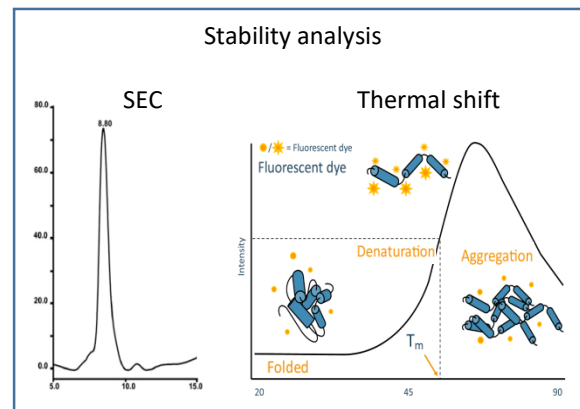 Stability analysis
SEC
80.0
60.0
40.0
20.0
0.0
5.0
10.0
15.0
8.80
Thermal shift
/ = Fluorescent dye
Fluorescent dye
Intensity
Denaturation
Aggregation
Folded
Tm
20
45
90